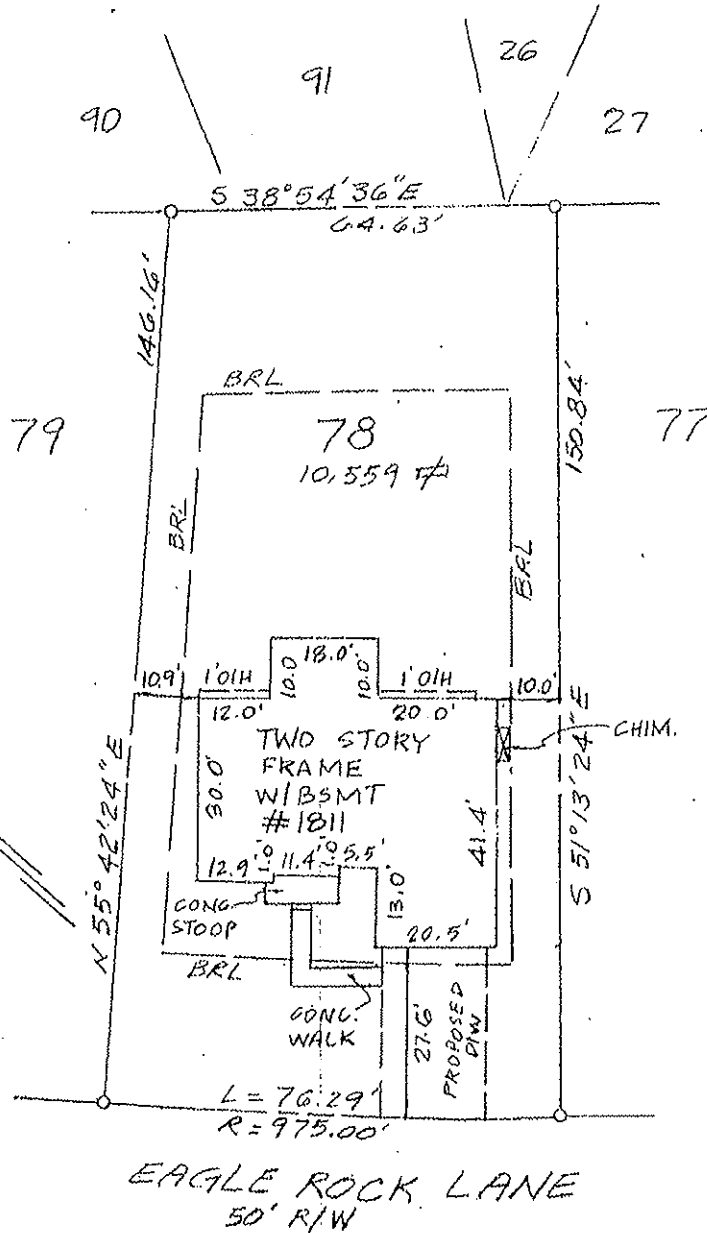 26
91
90
27
S 38°54'36"E
64.63'
146.16'
BRL
79
78
77
10,559
150.84'
BRL
BRL
18.0'
10.9'
1'O/H
10.0
10.0'
1'O/H
10.0'
12.0'
20.0'
CHIM.
TWO STORY
FRAME
W/BSMT
#1811
30.0'
41.4'
N 55°42'24"E
S 51°13'24"E
12.9'
1.0'
11.4'
1.0'
5.5'
CONC.
STOOP
13.0'
20.5'
BRL
CONC.
WALK
27.6'
PROPOSED
D/W
L = 76.29'
R = 975.00'
EAGLE ROCK LANE
50' R/W